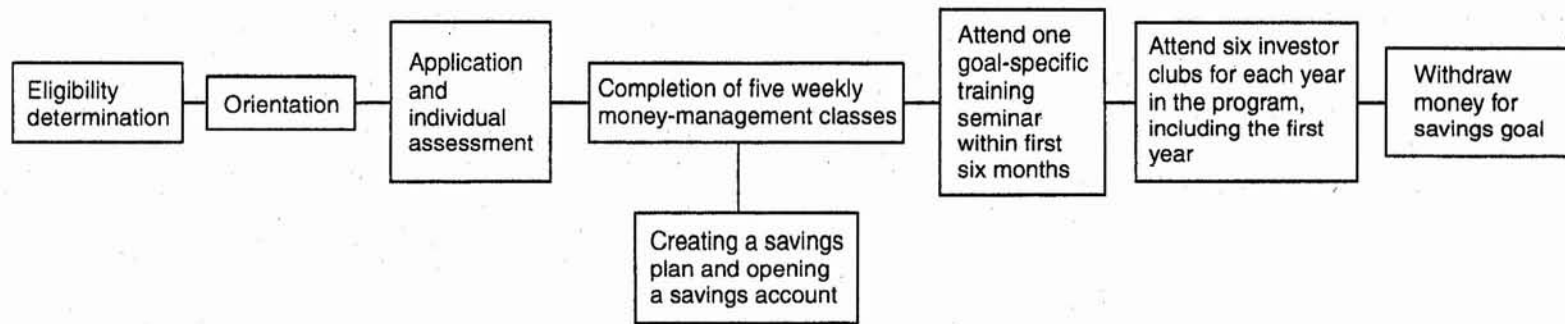 Eligibility
determination
Orientation
Application
and
individual
assessment
Completion of five weekly
money-management classes
Creating a savings
plan and opening
a savings account
Attend one
goal-specific
training
seminar
within first
six months
Attend six investor
clubs for each year
in the program,
including the first
year
Withdraw
money for
savings goal